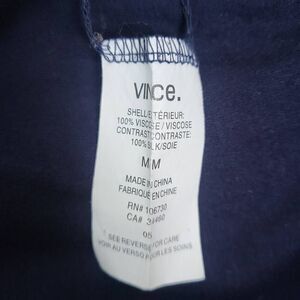 VINCE.
SHELL/EXTÉRIEUR:
100% VISCOSE / VISCOSE
CONTRAST/CONTRASTE:
100% SILK/SOIE
M/M
MADE IN CHINA
FABRIQUÉ EN CHINE
RN# 106730
CA#
08
SEE REVERSE FOR CARE
VOIR AU VERSO POUR LES SOINS